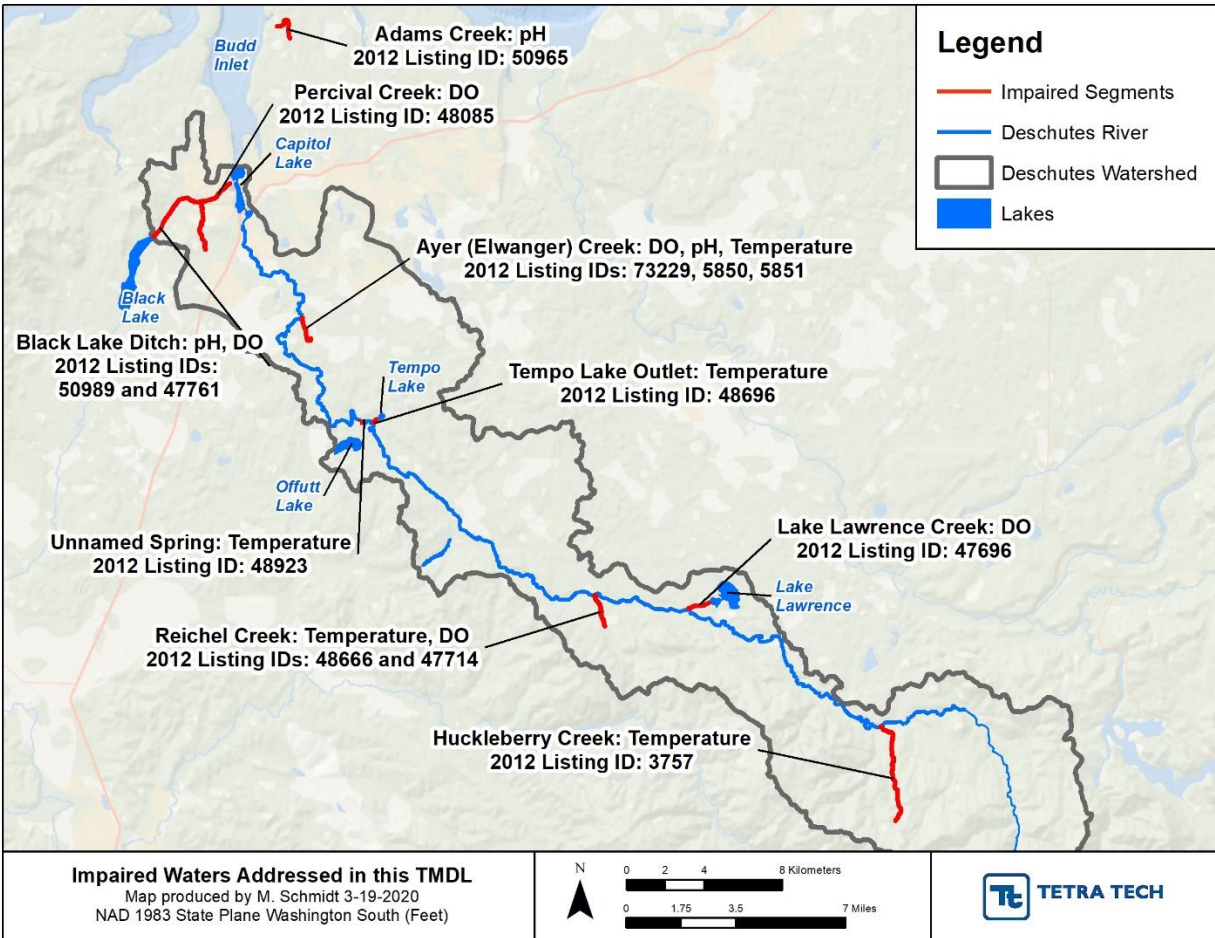 Adams Creek: pH
2012 Listing ID: 50965
Budd
Inlet
Percival Creek: DO
2012 Listing ID: 48085
Capitol
Lake
Ayer (Elwanger) Creek: DO, pH, Temperature
2012 Listing IDs: 73229, 5850, 5851
Black
Lake
Black Lake Ditch: pH, DO
2012 Listing IDs:
50989 and 47761
Tempo
Lake
Tempo Lake Outlet: Temperature
2012 Listing ID: 48696
Offutt
Lake
Unnamed Spring: Temperature
2012 Listing ID: 48923
Lake Lawrence Creek: DO
2012 Listing ID: 47696
Lake
Lawrence
Reichel Creek: Temperature, DO
2012 Listing IDs: 48666 and 47714
Huckleberry Creek: Temperature
2012 Listing ID: 3757
Legend
Impaired Segments
Deschutes River
Deschutes Watershed
Lakes
Impaired Waters Addressed in this TMDL
Map produced by M. Schmidt 3-19-2020
NAD 1983 State Plane Washington South (Feet)
N
0 2 4 8 Kilometers
0 1.75 3.5 7 Miles
Tt TETRA TECH